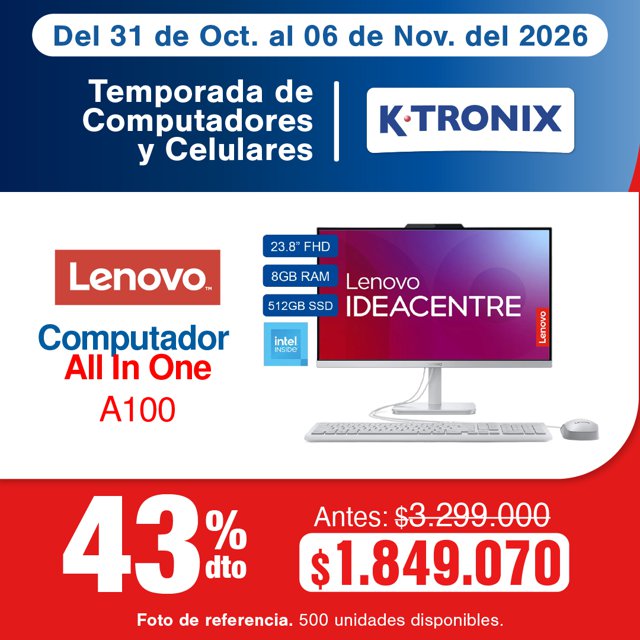 Del 31 de Oct. al 06 de Nov. del 2026
Temporada de
Computadores
y Celulares
K·TRONIX
Lenovo™
Computador
All In One
A100
23.8” FHD
8GB RAM
512GB SSD
intel
INSIDE
Lenovo
IDEACENTRE
Lenovo
43% dto
Antes: $3.299.000
$1.849.070
Foto de referencia. 500 unidades disponibles.